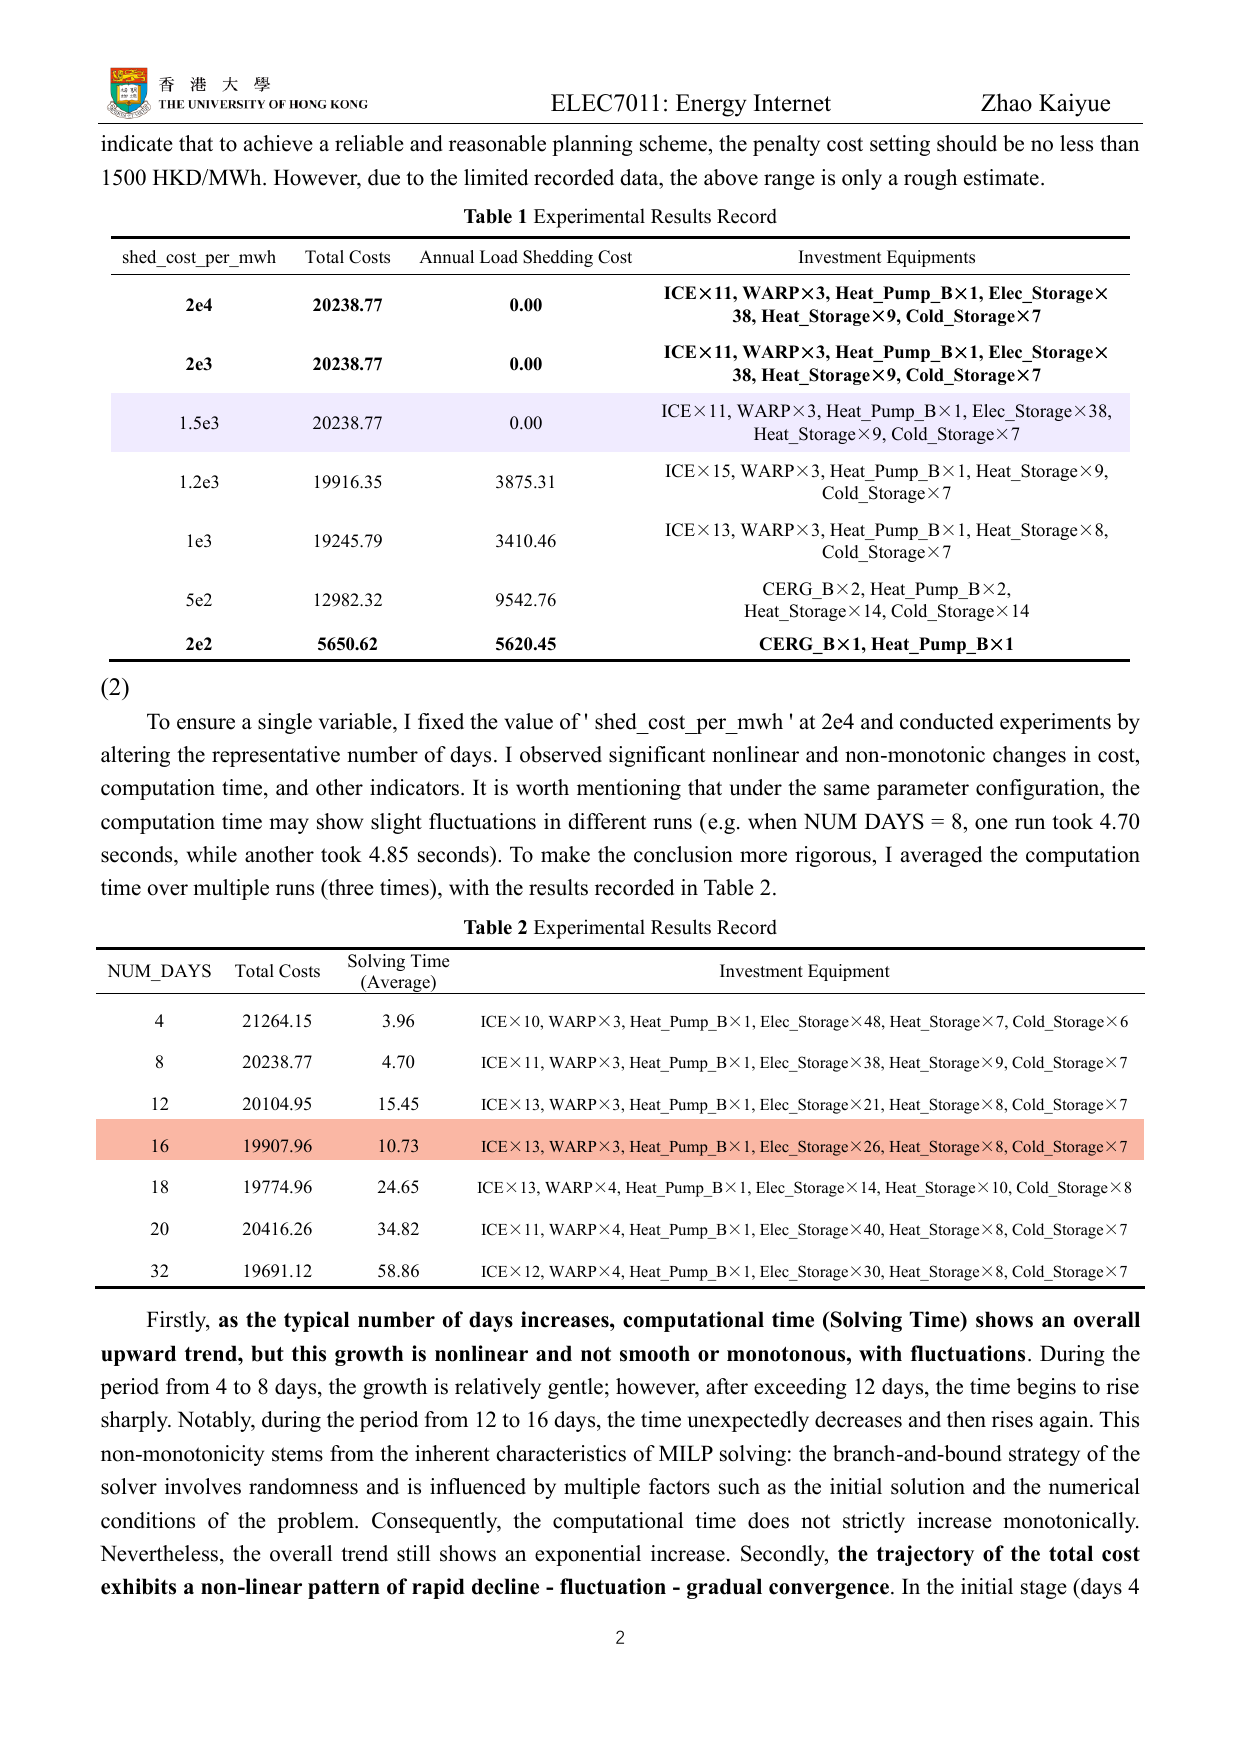 香港大學
THE UNIVERSITY OF HONG KONG
ELEC7011: Energy Internet
Zhao Kaiyue
indicate that to achieve a reliable and reasonable planning scheme, the penalty cost setting should be no less than
1500 HKD/MWh. However, due to the limited recorded data, the above range is only a rough estimate.
Table 1 Experimental Results Record
shed_cost_per_mwh Total Costs Annual Load Shedding Cost Investment Equipments
2e4 20238.77 0.00 ICE×11, WARP×3, Heat_Pump_B×1, Elec_Storage×
38, Heat_Storage×9, Cold_Storage×7
2e3 20238.77 0.00 ICE×11, WARP×3, Heat_Pump_B×1, Elec_Storage×
38, Heat_Storage×9, Cold_Storage×7
1.5e3 20238.77 0.00 ICE×11, WARP×3, Heat_Pump_B×1, Elec_Storage×38,
Heat_Storage×9, Cold_Storage×7
1.2e3 19916.35 3875.31 ICE×15, WARP×3, Heat_Pump_B×1, Heat_Storage×9,
Cold_Storage×7
1e3 19245.79 3410.46 ICE×13, WARP×3, Heat_Pump_B×1, Heat_Storage×8,
Cold_Storage×7
5e2 12982.32 9542.76 CERG_B×2, Heat_Pump_B×2,
Heat_Storage×14, Cold_Storage×14
2e2 5650.62 5620.45 CERG_B×1, Heat_Pump_B×1
(2)
To ensure a single variable, I fixed the value of ' shed_cost_per_mwh ' at 2e4 and conducted experiments by
altering the representative number of days. I observed significant nonlinear and non-monotonic changes in cost,
computation time, and other indicators. It is worth mentioning that under the same parameter configuration, the
computation time may show slight fluctuations in different runs (e.g. when NUM DAYS = 8, one run took 4.70
seconds, while another took 4.85 seconds). To make the conclusion more rigorous, I averaged the computation
time over multiple runs (three times), with the results recorded in Table 2.
Table 2 Experimental Results Record
NUM_DAYS Total Costs Solving Time
(Average) Investment Equipment
4 21264.15 3.96 ICE×10, WARP×3, Heat_Pump_B×1, Elec_Storage×48, Heat_Storage×7, Cold_Storage×6
8 20238.77 4.70 ICE×11, WARP×3, Heat_Pump_B×1, Elec_Storage×38, Heat_Storage×9, Cold_Storage×7
12 20104.95 15.45 ICE×13, WARP×3, Heat_Pump_B×1, Elec_Storage×21, Heat_Storage×8, Cold_Storage×7
16 19907.96 10.73 ICE×13, WARP×3, Heat_Pump_B×1, Elec_Storage×26, Heat_Storage×8, Cold_Storage×7
18 19774.96 24.65 ICE×13, WARP×4, Heat_Pump_B×1, Elec_Storage×14, Heat_Storage×10, Cold_Storage×8
20 20416.26 34.82 ICE×11, WARP×4, Heat_Pump_B×1, Elec_Storage×40, Heat_Storage×8, Cold_Storage×7
32 19691.12 58.86 ICE×12, WARP×4, Heat_Pump_B×1, Elec_Storage×30, Heat_Storage×8, Cold_Storage×7
Firstly, as the typical number of days increases, computational time (Solving Time) shows an overall
upward trend, but this growth is nonlinear and not smooth or monotonous, with fluctuations. During the
period from 4 to 8 days, the growth is relatively gentle; however, after exceeding 12 days, the time begins to rise
sharply. Notably, during the period from 12 to 16 days, the time unexpectedly decreases and then rises again. This
non-monotonicity stems from the inherent characteristics of MILP solving: the branch-and-bound strategy of the
solver involves randomness and is influenced by multiple factors such as the initial solution and the numerical
conditions of the problem. Consequently, the computational time does not strictly increase monotonically.
Nevertheless, the overall trend still shows an exponential increase. Secondly, the trajectory of the total cost
exhibits a non-linear pattern of rapid decline - fluctuation - gradual convergence. In the initial stage (days 4
2